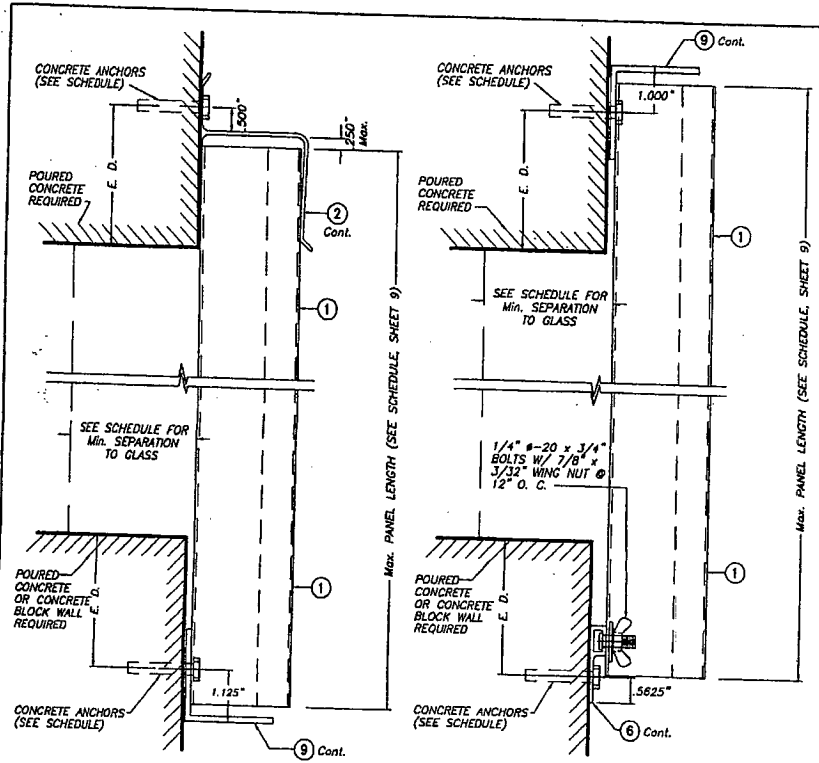 CONCRETE ANCHORS
(SEE SCHEDULE)
.500"
.250"
Max.
E. D.
POURED
CONCRETE
REQUIRED
2
Cont.
1
SEE SCHEDULE FOR
Min. SEPARATION
TO GLASS
Max. PANEL LENGTH (SEE SCHEDULE, SHEET 9)
POURED
CONCRETE
OR CONCRETE
BLOCK WALL
REQUIRED
E. D.
1
CONCRETE ANCHORS
(SEE SCHEDULE)
1.125"
9 Cont.
9 Cont.
CONCRETE ANCHORS
(SEE SCHEDULE)
1.000"
E. D.
POURED
CONCRETE
REQUIRED
1
SEE SCHEDULE FOR
Min. SEPARATION
TO GLASS
Max. PANEL LENGTH (SEE SCHEDULE, SHEET 9)
1/4" ø-20 x 3/4"
BOLTS W/ 7/8" x
3/32" WING NUT @
12" O. C.
POURED
CONCRETE
OR CONCRETE
BLOCK WALL
REQUIRED
E. D.
1
CONCRETE ANCHORS
(SEE SCHEDULE)
.5625"
6 Cont.